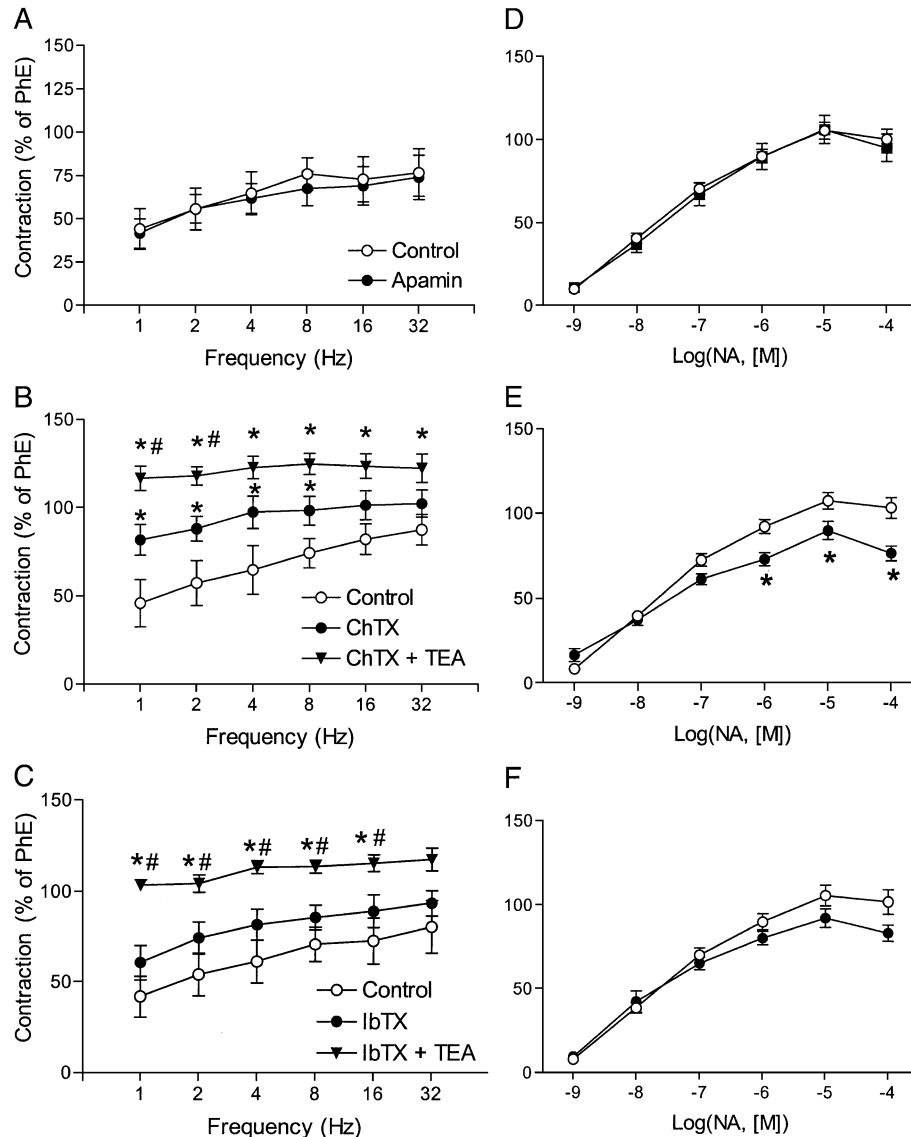 A
150
125
100
75
50
25
0
Contraction (% of PhE)
Control
Apamin
1 2 4 8 16 32
Frequency (Hz)
D
150
100
50
0
-9 -8 -7 -6 -5 -4
Log(NA, [M])
B
150
100
50
0
Contraction (% of PhE)
*# *# * * * *
* * * *
Control
ChTX
ChTX + TEA
1 2 4 8 16 32
Frequency (Hz)
E
150
100
50
0
* * *
-9 -8 -7 -6 -5 -4
Log(NA, [M])
C
150
100
50
0
Contraction (% of PhE)
*# *# *# *# *#
Control
IbTX
IbTX + TEA
1 2 4 8 16 32
Frequency (Hz)
F
150
100
50
0
-9 -8 -7 -6 -5 -4
Log(NA, [M])